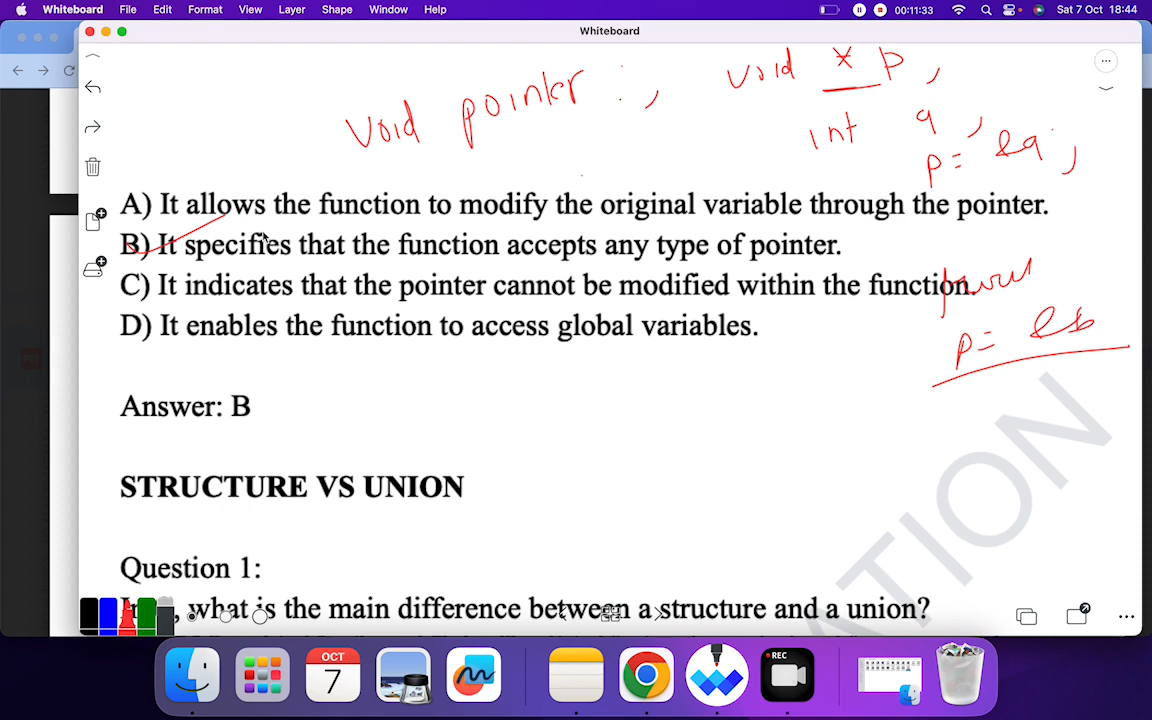 Whiteboard File Edit Format View Layer Shape Window Help 00:11:33 Sat 7 Oct 18:44
Whiteboard
void pointer : ; void * p ,
int a ;
p = &a ;
A) It allows the function to modify the original variable through the pointer.
B) It specifies that the function accepts any type of pointer.
C) It indicates that the pointer cannot be modified within the function.
D) It enables the function to access global variables.
p = &b
Answer: B
STRUCTURE VS UNION
Question 1:
what is the main difference between a structure and a union?
ATION
OCT
7
REC